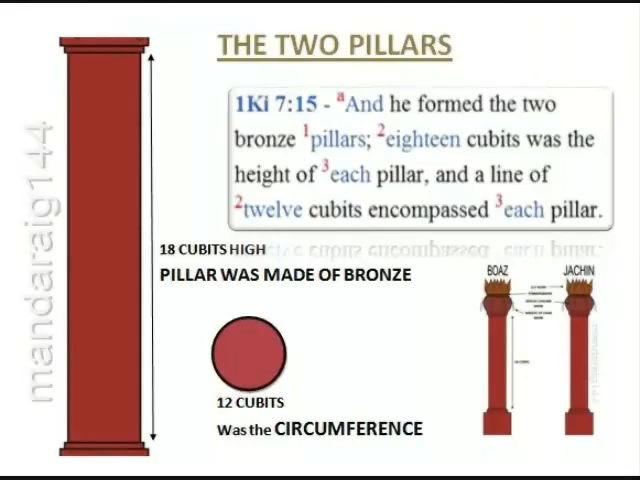 THE TWO PILLARS
1Ki 7:15 - aAnd he formed the two
bronze 1pillars; 2eighteen cubits was the
height of 3each pillar, and a line of
2twelve cubits encompassed 3each pillar.
18 CUBITS HIGH
PILLAR WAS MADE OF BRONZE
12 CUBITS
Was the CIRCUMFERENCE
BOAZ
JACHIN
mandaraig144